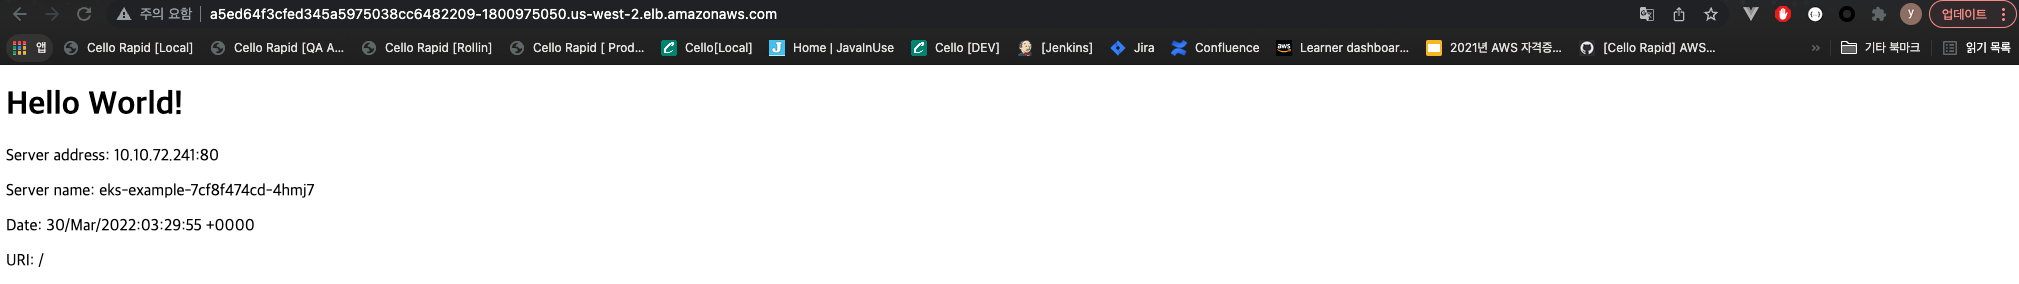 주의 요함 a5ed64f3cfed345a5975038cc6482209-1800975050.us-west-2.elb.amazonaws.com y 업데이트
앱 Cello Rapid [Local] Cello Rapid [QA A... Cello Rapid [Rollin] Cello Rapid [ Prod... Cello[Local] Home | JavaInUse Cello [DEV] [Jenkins] Jira Confluence aws Learner dashboar... 2021년 AWS 자격증... [Cello Rapid] AWS... » 기타 북마크 읽기 목록
Hello World!
Server address: 10.10.72.241:80
Server name: eks-example-7cf8f474cd-4hmj7
Date: 30/Mar/2022:03:29:55 +0000
URI: /